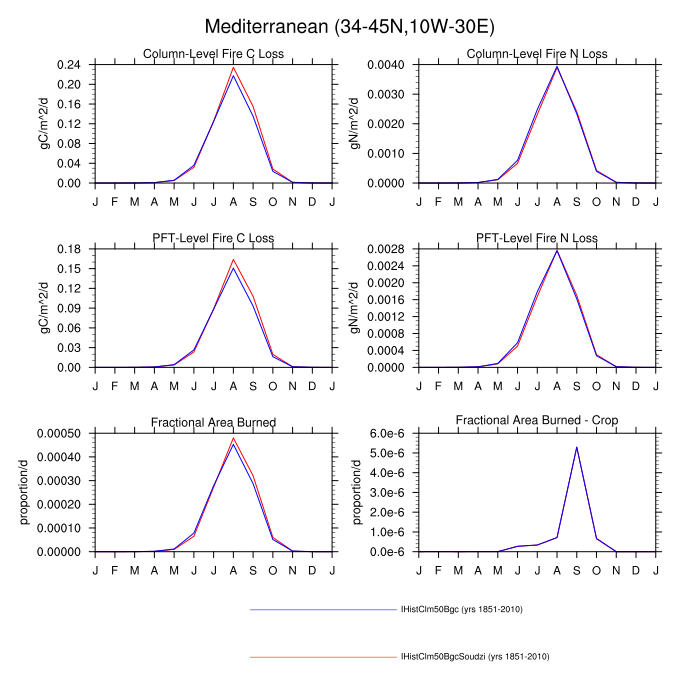 Mediterranean (34-45N,10W-30E)
Column-Level Fire C Loss
gC/m^2/d
0.24
0.20
0.16
0.12
0.08
0.04
0.00
J F M A M J J A S O N D J
Column-Level Fire N Loss
gN/m^2/d
0.0040
0.0030
0.0020
0.0010
0.0000
J F M A M J J A S O N D J
PFT-Level Fire C Loss
gC/m^2/d
0.18
0.15
0.12
0.09
0.06
0.03
0.00
J F M A M J J A S O N D J
PFT-Level Fire N Loss
gN/m^2/d
0.0028
0.0024
0.0020
0.0016
0.0012
0.0008
0.0004
0.0000
J F M A M J J A S O N D J
Fractional Area Burned
proportion/d
0.00050
0.00040
0.00030
0.00020
0.00010
0.00000
J F M A M J J A S O N D J
Fractional Area Burned - Crop
proportion/d
6.0e-6
5.0e-6
4.0e-6
3.0e-6
2.0e-6
1.0e-6
0.0e-6
J F M A M J J A S O N D J
IHistClm50Bgc (yrs 1851-2010)
IHistClm50BgcSoudzi (yrs 1851-2010)